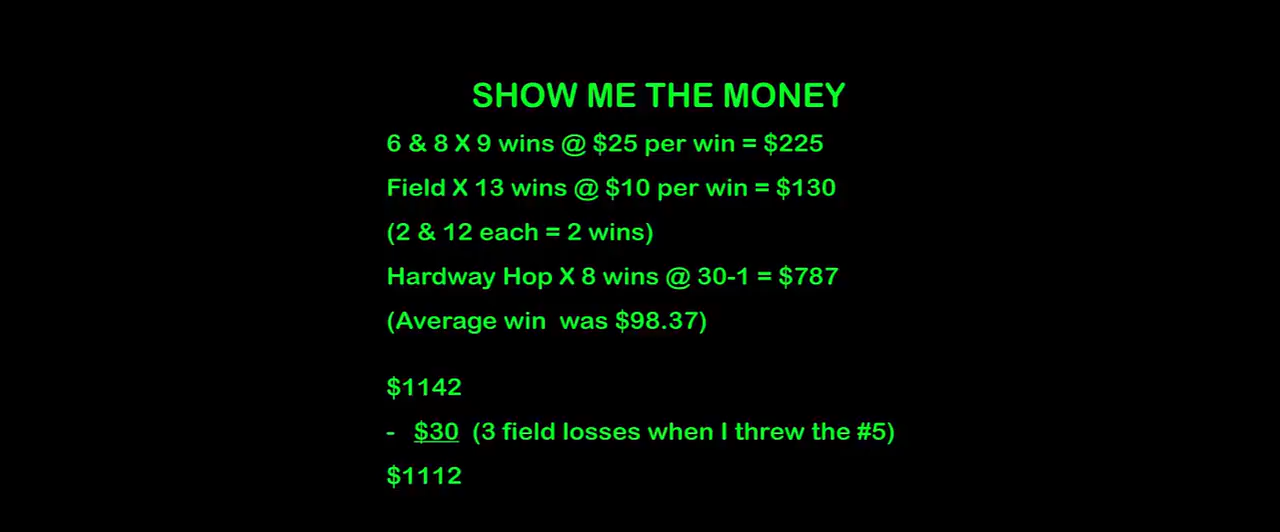 SHOW ME THE MONEY
6 & 8 X 9 wins @ $25 per win = $225
Field X 13 wins @ $10 per win = $130
(2 & 12 each = 2 wins)
Hardway Hop X 8 wins @ 30-1 = $787
(Average win  was $98.37)
$1142
-  $30  (3 field losses when I threw the #5)
$1112